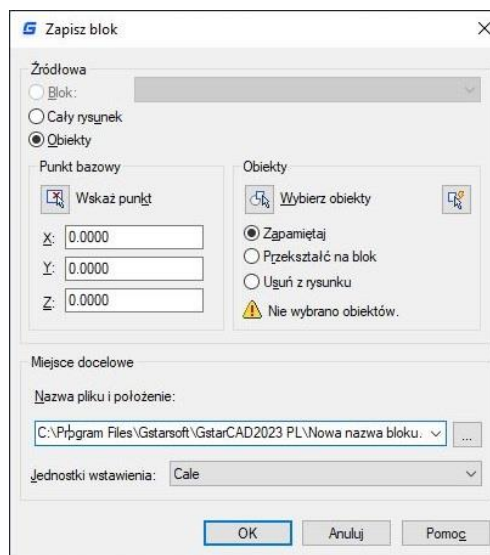 Zapisz blok
Źródłowa
Blok:
Cały rysunek
Obiekty
Punkt bazowy
Wskaż punkt
X: 0.0000
Y: 0.0000
Z: 0.0000
Obiekty
Wybierz obiekty
Zapamiętaj
Przekształć na blok
Usuń z rysunku
Nie wybrano obiektów.
Miejsce docelowe
Nazwa pliku i położenie:
C:\Program Files\Gstarsoft\GstarCAD2023 PL\Nowa nazwa bloku.
...
Jednostki wstawienia: Cale
OK Anuluj Pomoc